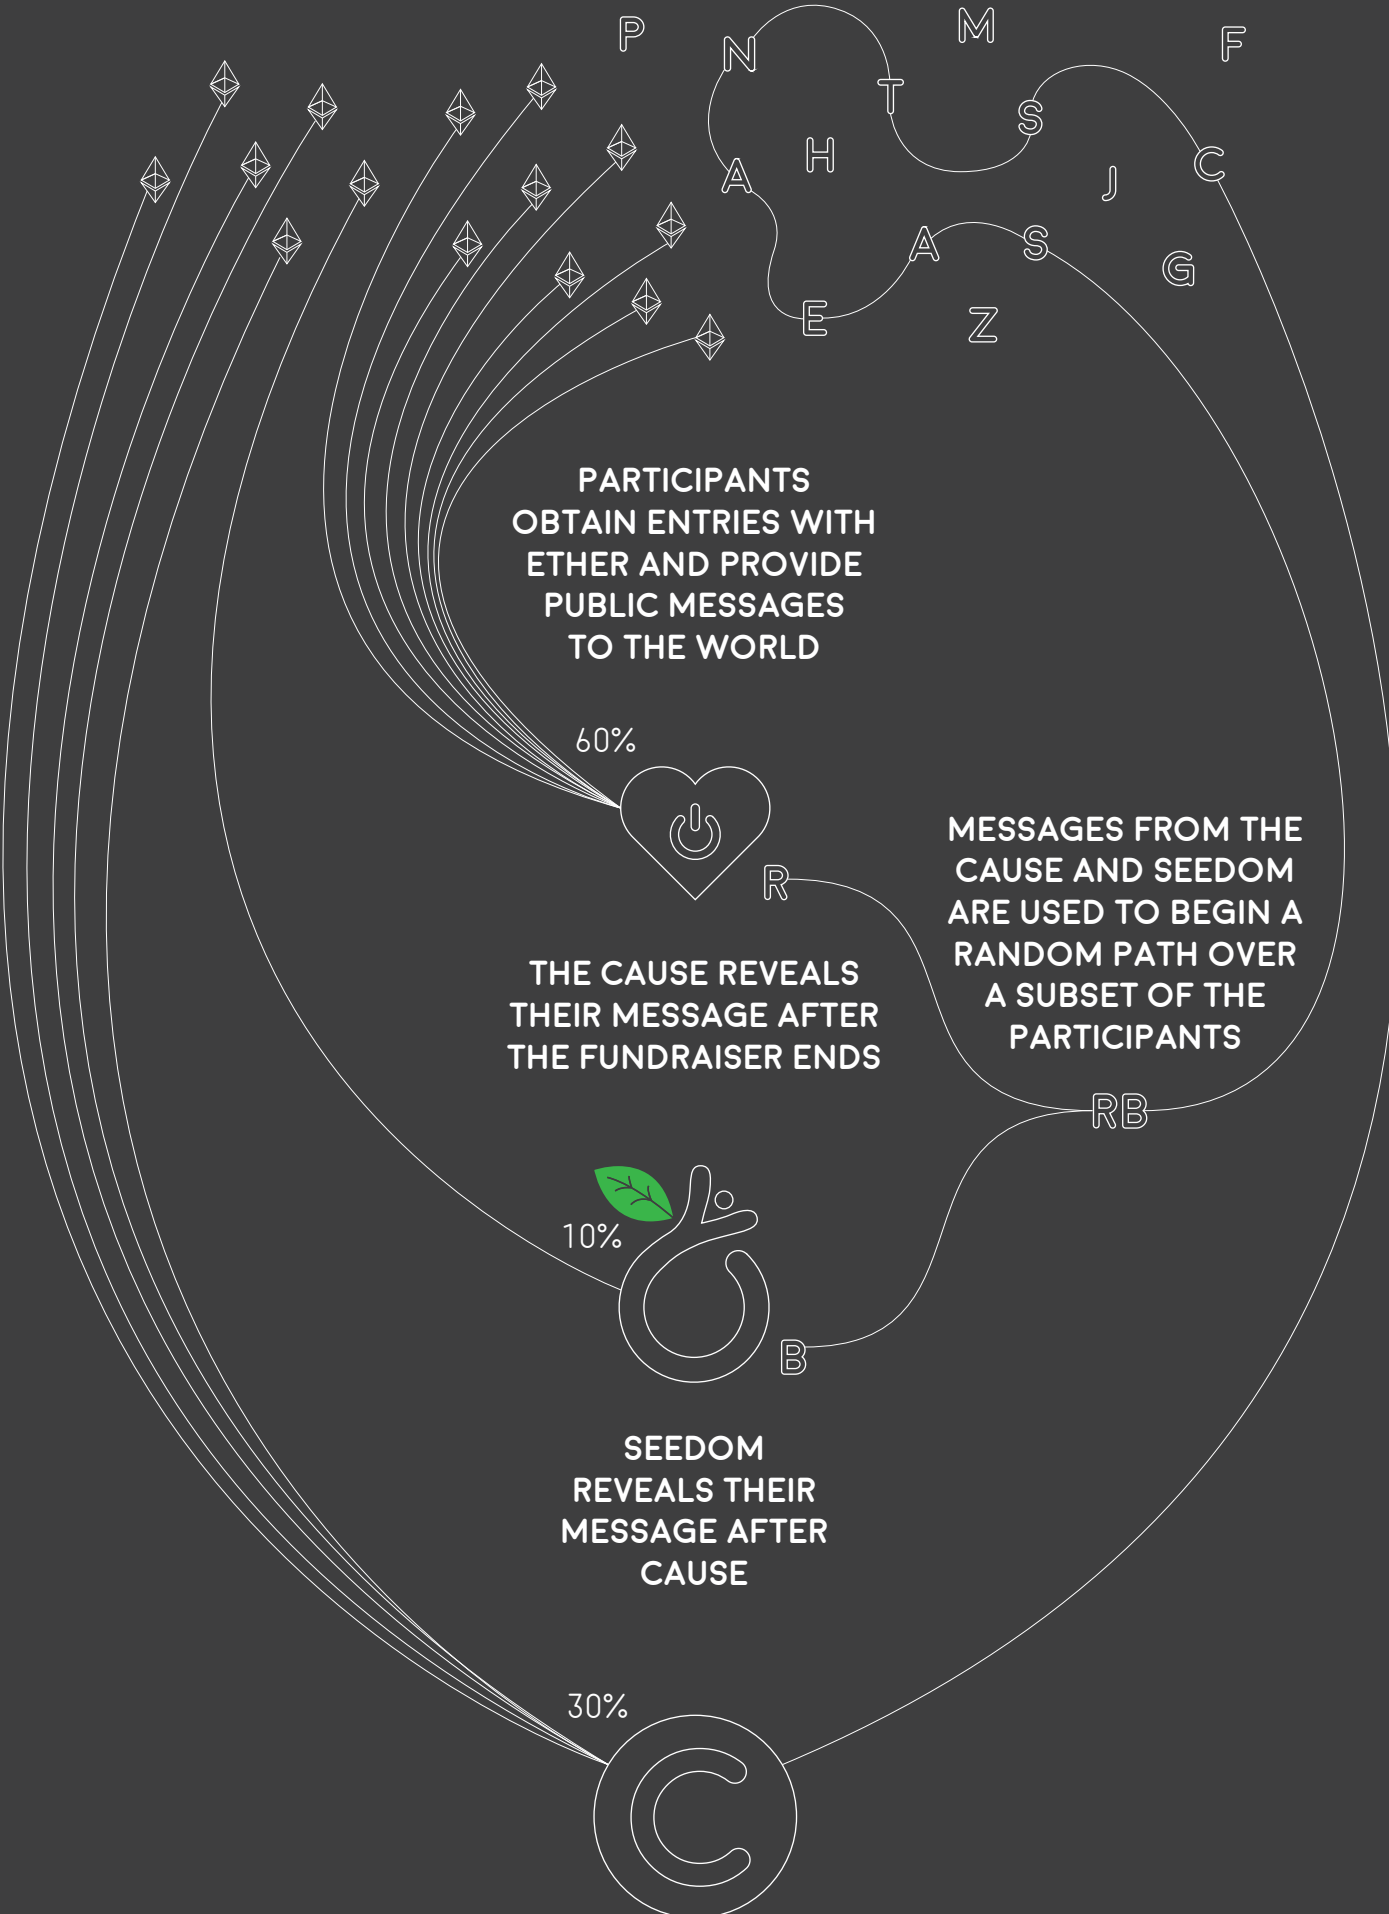 P
M
F
N
T
S
H
C
A
J
A
S
G
E
Z
PARTICIPANTS
OBTAIN ENTRIES WITH
ETHER AND PROVIDE
PUBLIC MESSAGES
TO THE WORLD
60%
R
MESSAGES FROM THE
CAUSE AND SEEDOM
ARE USED TO BEGIN A
RANDOM PATH OVER
A SUBSET OF THE
PARTICIPANTS
THE CAUSE REVEALS
THEIR MESSAGE AFTER
THE FUNDRAISER ENDS
RB
10%
B
SEEDOM
REVEALS THEIR
MESSAGE AFTER
CAUSE
30%
C